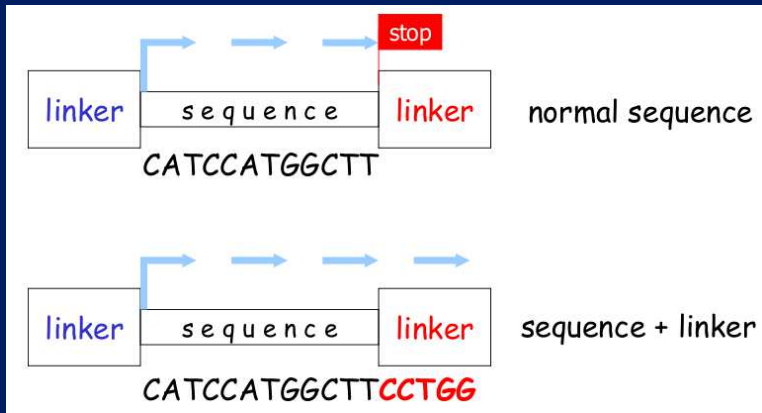 stop
linker sequence linker normal sequence
CATCCATGGCTT
linker sequence linker sequence + linker
CATCCATGGCTTCCTGG